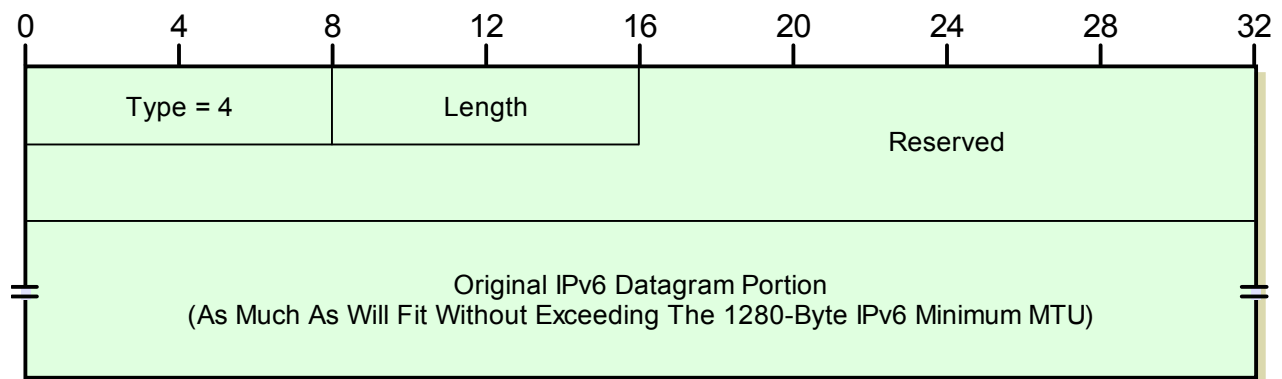 0 4 8 12 16 20 24 28 32
Type = 4 Length
Reserved
Original IPv6 Datagram Portion
(As Much As Will Fit Without Exceeding The 1280-Byte IPv6 Minimum MTU)